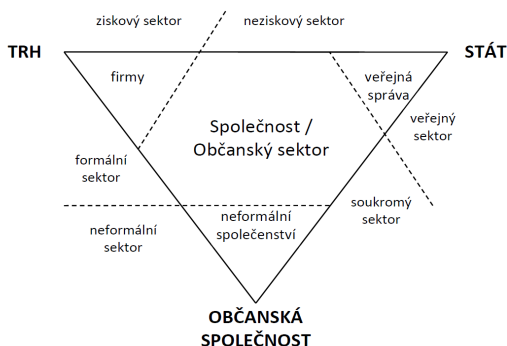 ziskový sektor
neziskový sektor
TRH
STÁT
firmy
veřejná
správa
veřejný
sektor
Společnost /
Občanský sektor
formální
sektor
soukromý
sektor
neformální
společenství
neformální
sektor
OBČANSKÁ
SPOLEČNOST